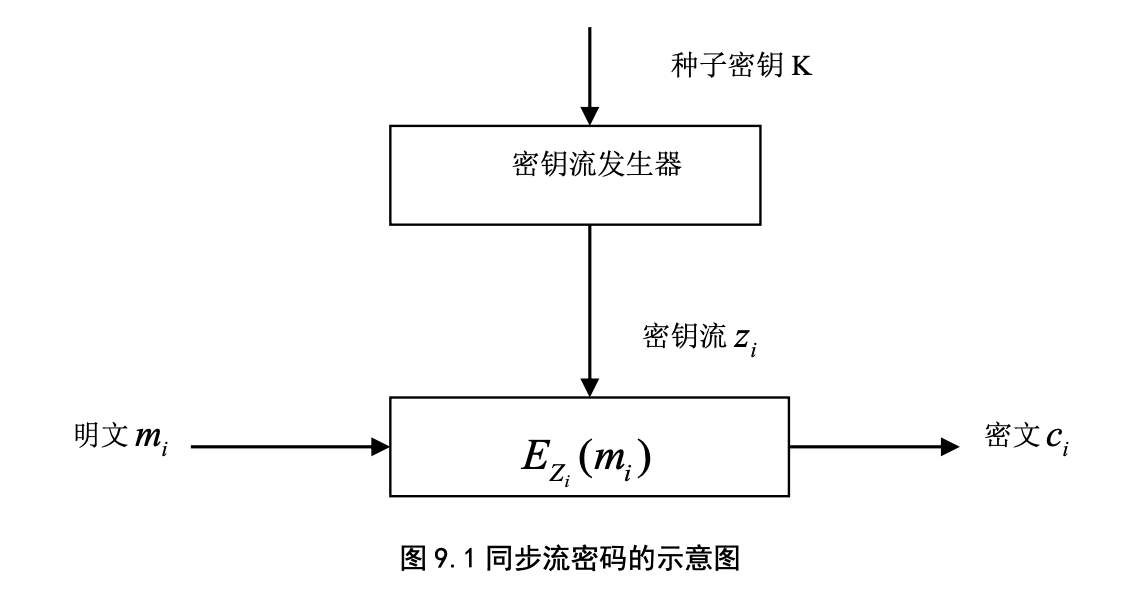 种子密钥 K
密钥流发生器
密钥流 z_i
明文 m_i
E_{Z_i}(m_i)
密文 c_i
图 9.1 同步流密码的示意图